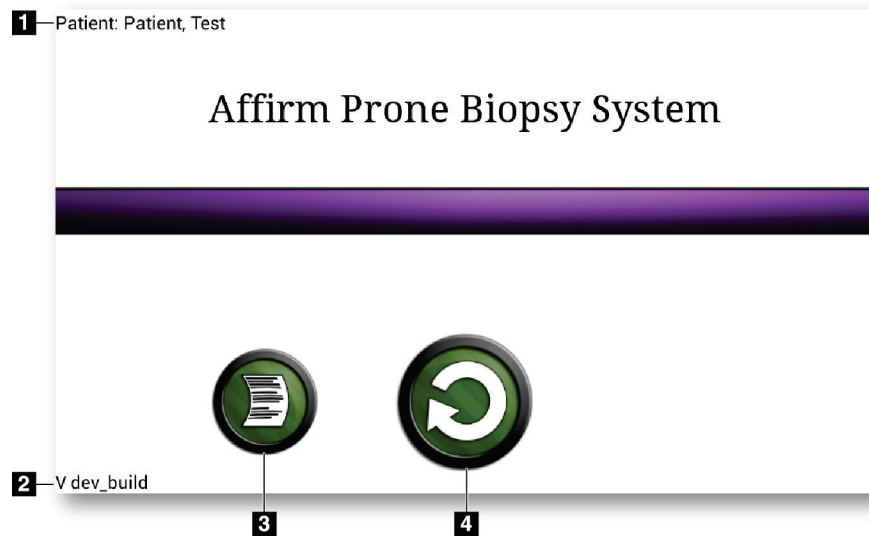 1 Patient: Patient, Test
Affirm Prone Biopsy System
2 V dev_build
3 4